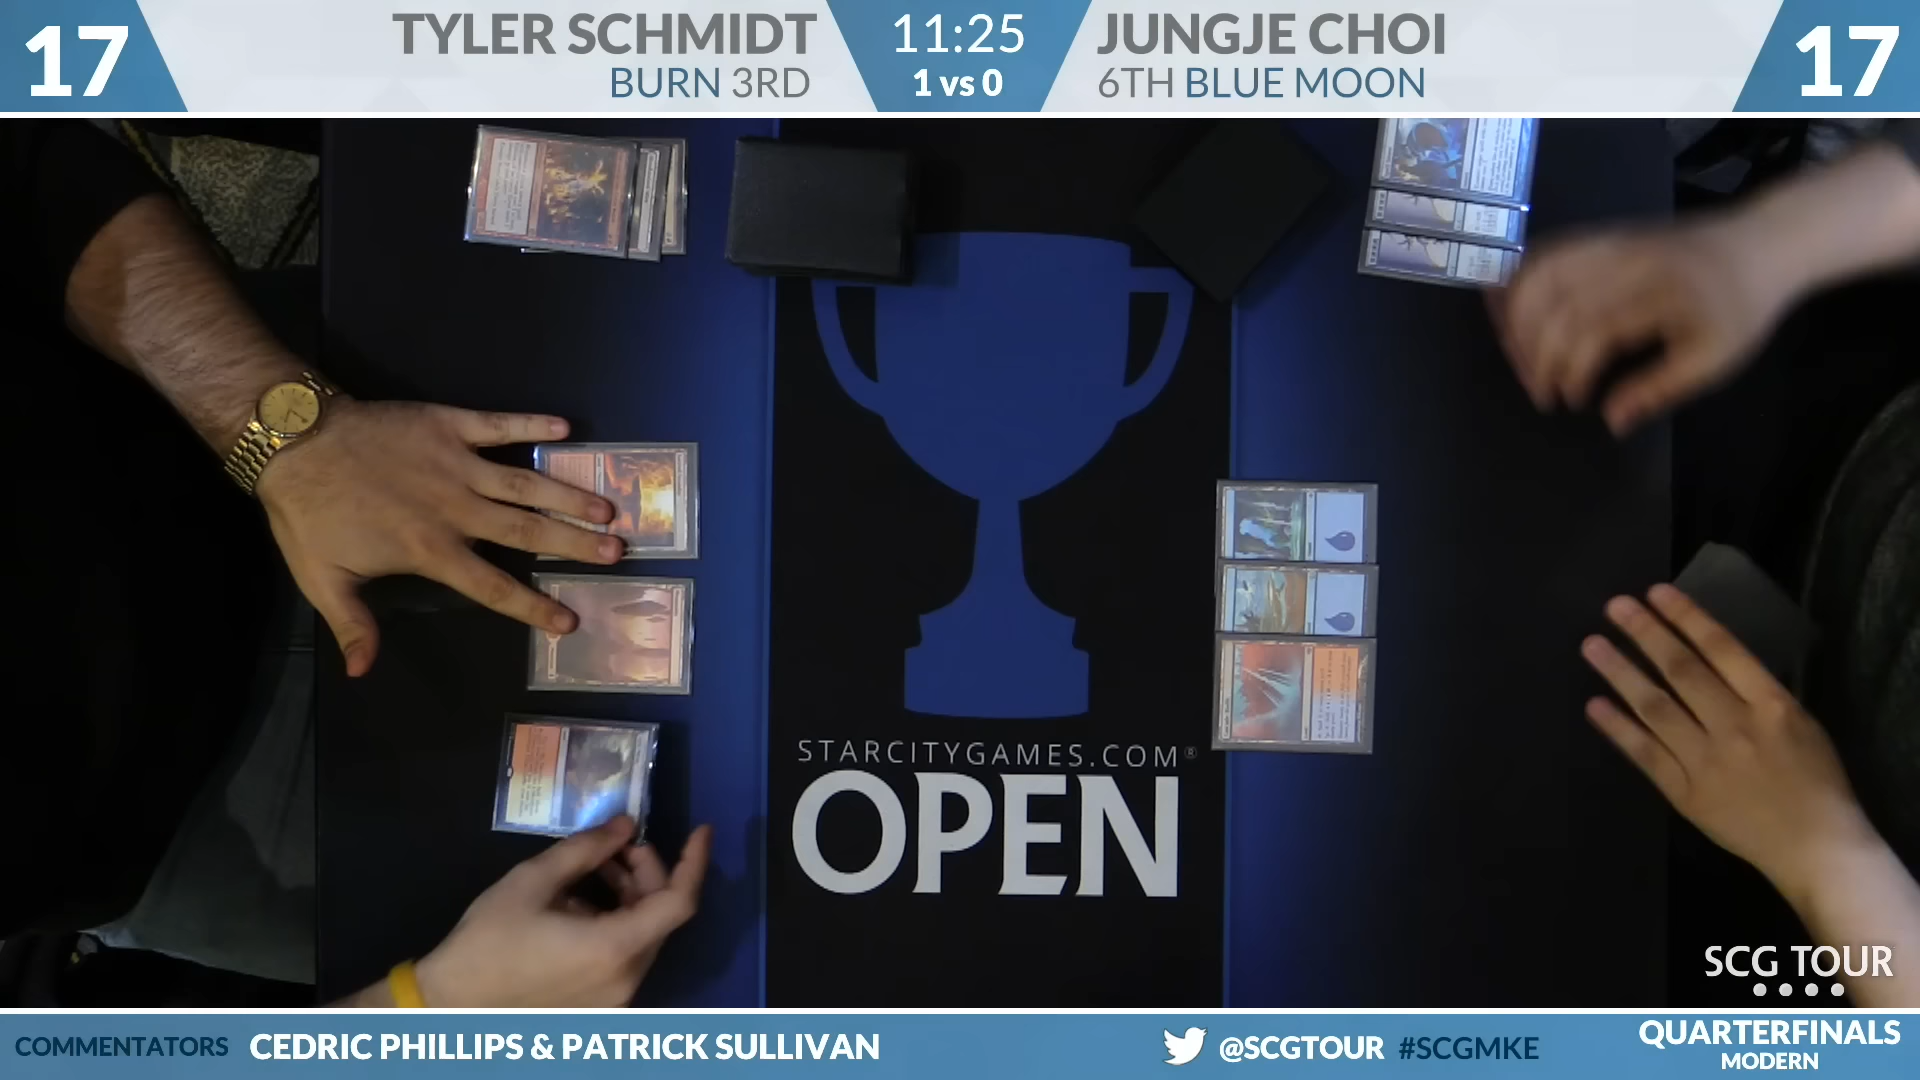 17
TYLER SCHMIDT
BURN 3RD
11:25
1 vs 0
JUNGJE CHOI
6TH BLUE MOON
17
STARCITYGAMES.COM®
OPEN
SCG TOUR
COMMENTATORS CEDRIC PHILLIPS & PATRICK SULLIVAN
@SCGTOUR #SCGMKE
QUARTERFINALS
MODERN